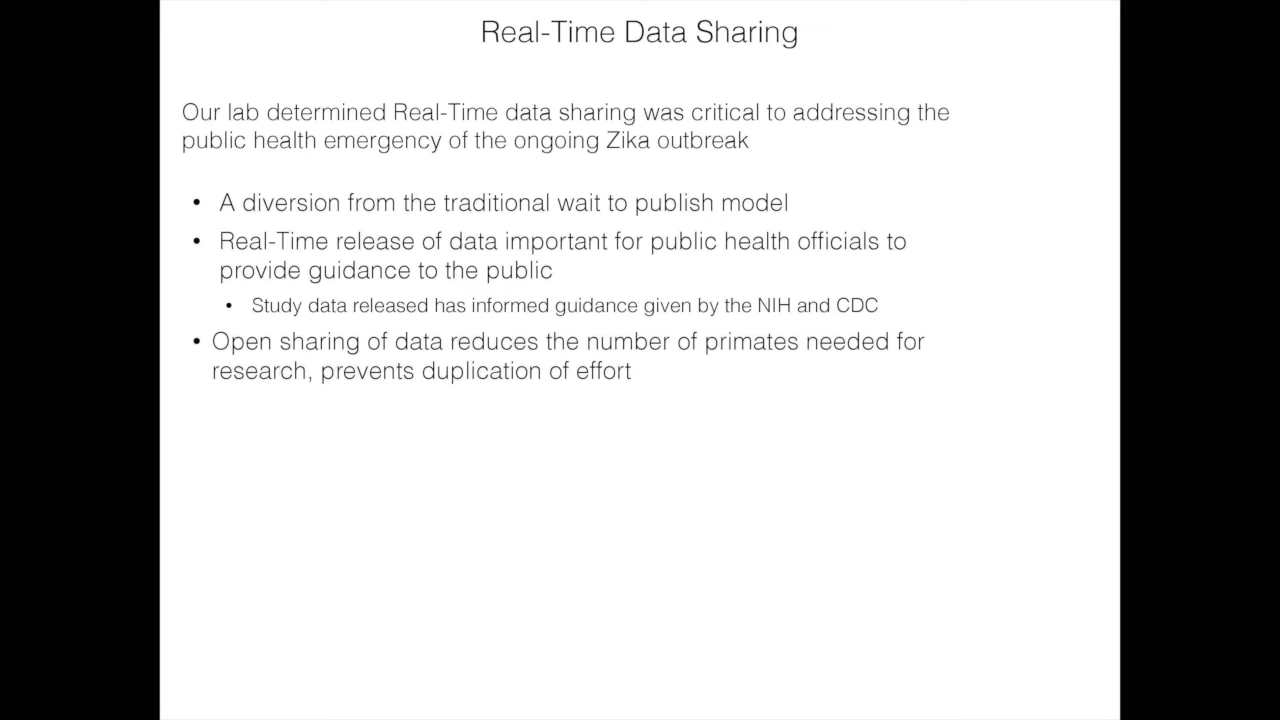 Real-Time Data Sharing
Our lab determined Real-Time data sharing was critical to addressing the
public health emergency of the ongoing Zika outbreak
• A diversion from the traditional wait to publish model
• Real-Time release of data important for public health officials to
provide guidance to the public
• Study data released has informed guidance given by the NIH and CDC
• Open sharing of data reduces the number of primates needed for
research, prevents duplication of effort